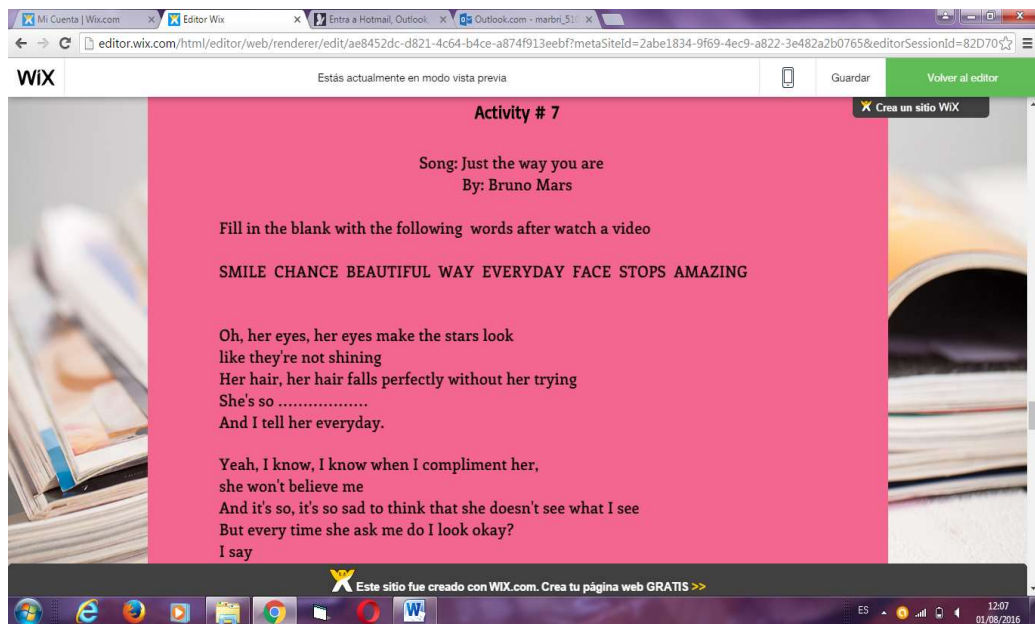 Mi Cuenta | Wix.com
Editor Wix
Entra a Hotmail, Outlook
Outlook.com - marbri_510
editor.wix.com/html/editor/web/renderer/edit/ae8452dc-d821-4c64-b4ce-a874f913eebf?metaSiteId=2abe1834-9f69-4ec9-a822-3e482a2b0765&editorSessionId=82D70
WiX
Estás actualmente en modo vista previa
Guardar
Volver al editor
Crea un sitio WiX
Activity # 7
Song: Just the way you are
By: Bruno Mars
Fill in the blank with the following words after watch a video
SMILE CHANCE BEAUTIFUL WAY EVERYDAY FACE STOPS AMAZING
Oh, her eyes, her eyes make the stars look
like they're not shining
Her hair, her hair falls perfectly without her trying
She's so ..................
And I tell her everyday.
Yeah, I know, I know when I compliment her,
she won't believe me
And it's so, it's so sad to think that she doesn't see what I see
But every time she ask me do I look okay?
I say
Este sitio fue creado con WIX.com. Crea tu página web GRATIS >>
ES
12:07
01/08/2016